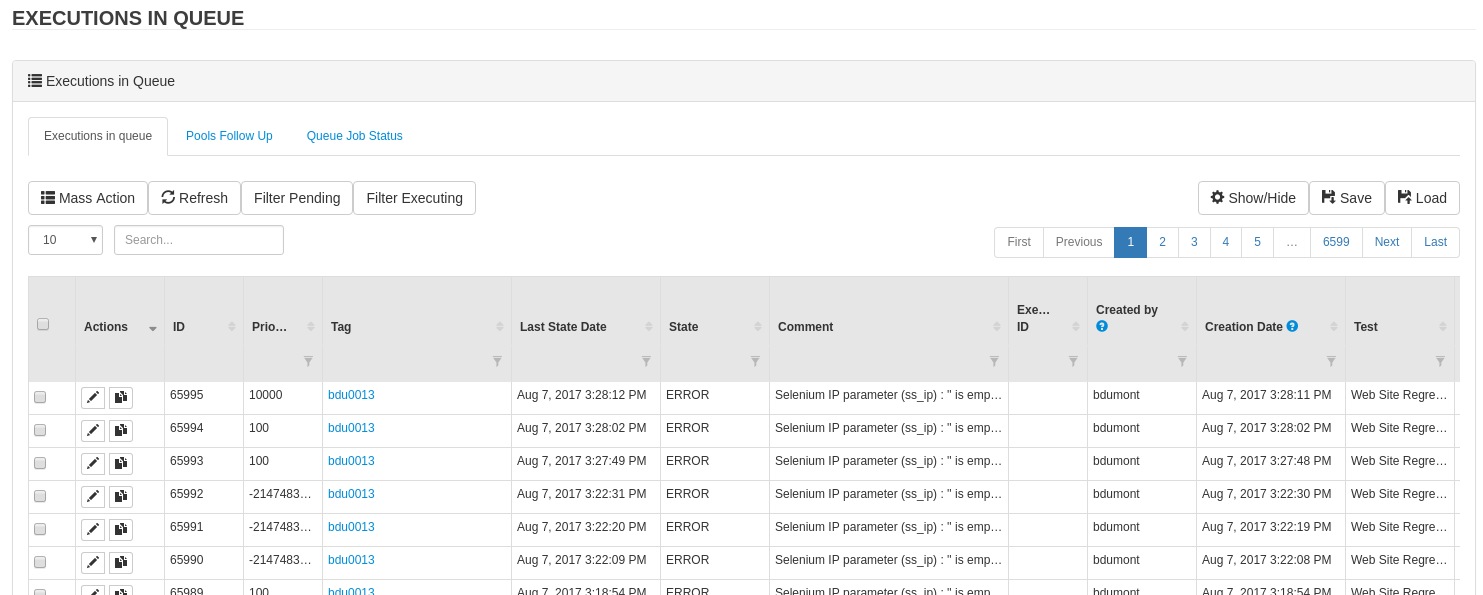 EXECUTIONS IN QUEUE
Executions in Queue
Executions in queue Pools Follow Up Queue Job Status
Mass Action Refresh Filter Pending Filter Executing Show/Hide Save Load
10 Search... First Previous 1 2 3 4 5 … 6599 Next Last
Actions ID Prio… Tag Last State Date State Comment Exe… ID Created by Creation Date Test
65995 10000 bdu0013 Aug 7, 2017 3:28:12 PM ERROR Selenium IP parameter (ss_ip) : '' is emp… bdumont Aug 7, 2017 3:28:11 PM Web Site Regre…
65994 100 bdu0013 Aug 7, 2017 3:28:02 PM ERROR Selenium IP parameter (ss_ip) : '' is emp… bdumont Aug 7, 2017 3:28:02 PM Web Site Regre…
65993 100 bdu0013 Aug 7, 2017 3:27:49 PM ERROR Selenium IP parameter (ss_ip) : '' is emp… bdumont Aug 7, 2017 3:27:48 PM Web Site Regre…
65992 -2147483… bdu0013 Aug 7, 2017 3:22:31 PM ERROR Selenium IP parameter (ss_ip) : '' is emp… bdumont Aug 7, 2017 3:22:30 PM Web Site Regre…
65991 -2147483… bdu0013 Aug 7, 2017 3:22:20 PM ERROR Selenium IP parameter (ss_ip) : '' is emp… bdumont Aug 7, 2017 3:22:19 PM Web Site Regre…
65990 -2147483… bdu0013 Aug 7, 2017 3:22:09 PM ERROR Selenium IP parameter (ss_ip) : '' is emp… bdumont Aug 7, 2017 3:22:08 PM Web Site Regre…
65989 100 bdu0013 Aug 7, 2017 3:18:54 PM ERROR Selenium IP parameter (ss_ip) : '' is emp… bdumont Aug 7, 2017 3:18:54 PM Web Site Regre…